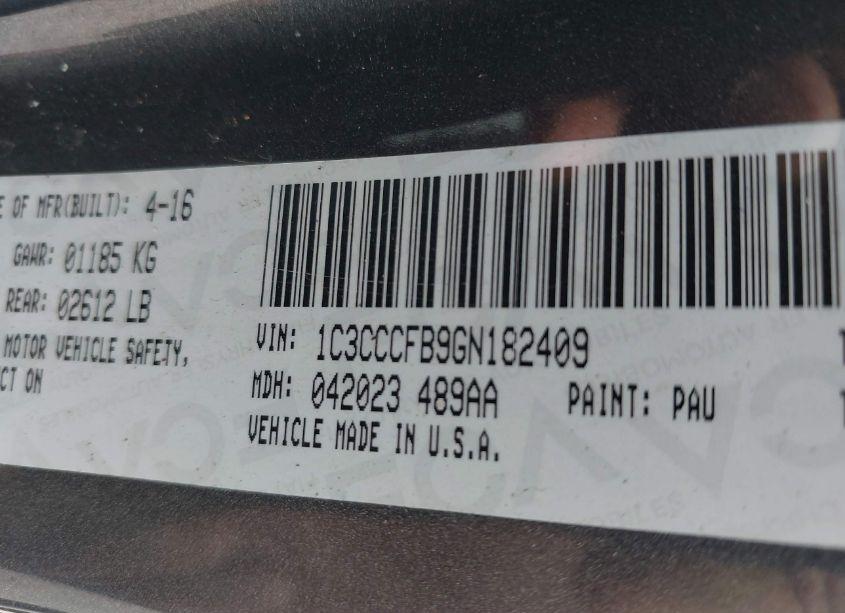 E OF MFR(BUILT): 4-16
GAWR: 01185 KG
REAR: 02612 LB
MOTOR VEHICLE SAFETY,
CT ON
VIN: 1C3CCCFB9GN182409
MDH: 042023 489AA PAINT: PAU
VEHICLE MADE IN U.S.A.